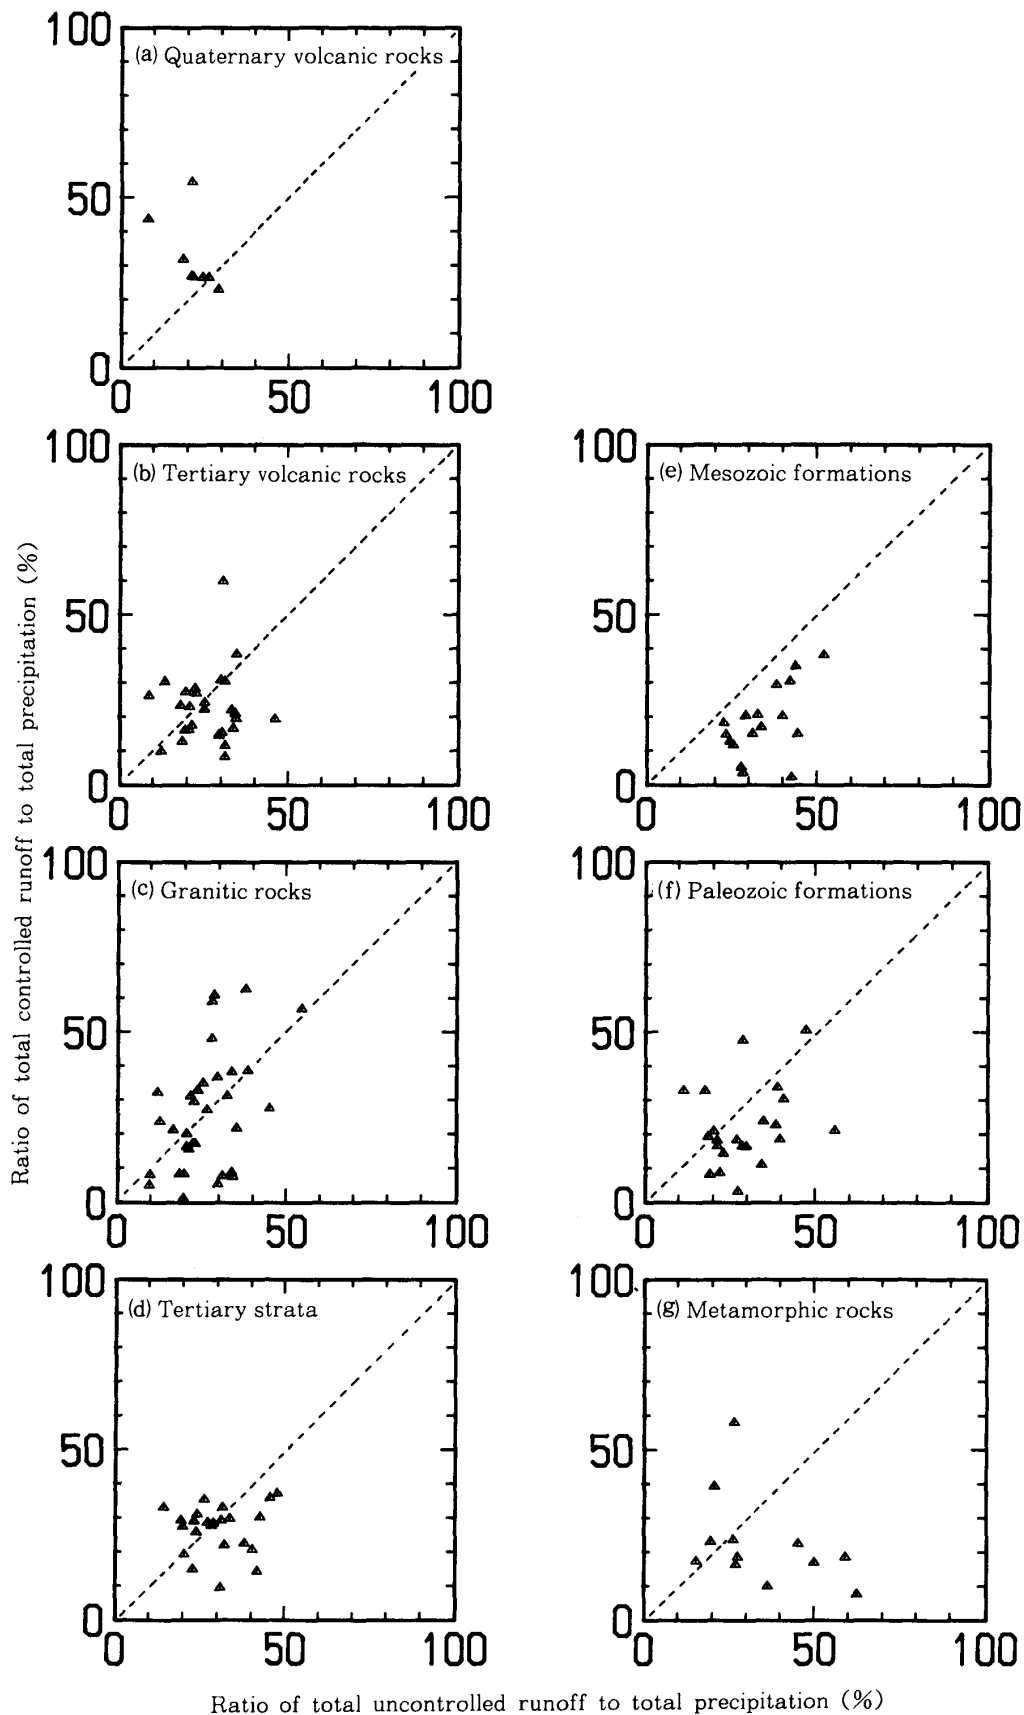 100
(a) Quaternary volcanic rocks
50
0
0 50 100
100
(b) Tertiary volcanic rocks
50
0
0 50 100
100
(c) Granitic rocks
50
0
0 50 100
100
(d) Tertiary strata
50
0
0 50 100
100
(e) Mesozoic formations
50
0
0 50 100
100
(f) Paleozoic formations
50
0
0 50 100
100
(g) Metamorphic rocks
50
0
0 50 100
Ratio of total controlled runoff to total precipitation (%)
Ratio of total uncontrolled runoff to total precipitation (%)